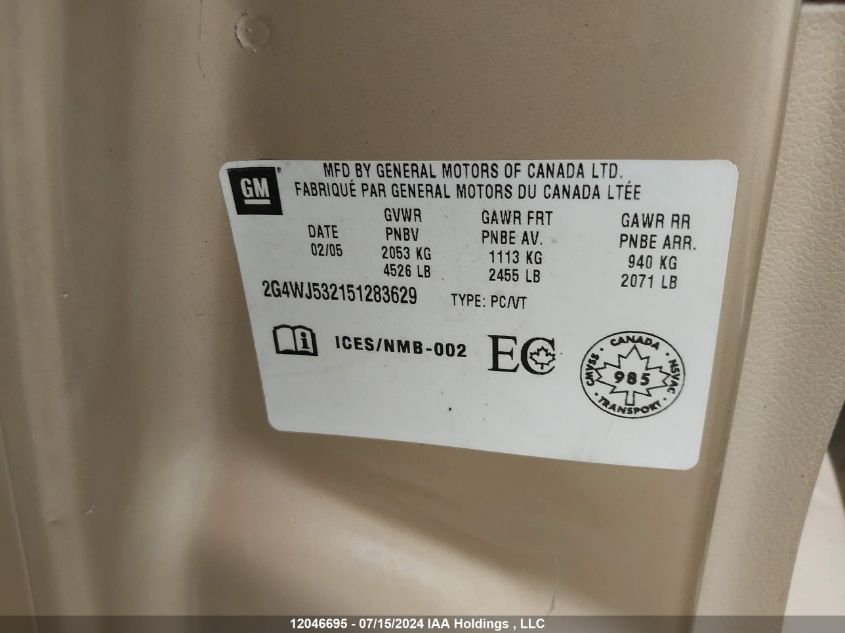 GM
MFD BY GENERAL MOTORS OF CANADA LTD.
FABRIQUÉ PAR GENERAL MOTORS DU CANADA LTÉE
DATE
02/05
GVWR
PNBV
2053 KG
4526 LB
GAWR FRT
PNBE AV.
1113 KG
2455 LB
GAWR RR
PNBE ARR.
940 KG
2071 LB
2G4WJ532151283629 TYPE: PC/VT
ICES/NMB-002 EC
CANADA
CMVSS 985 NSVAC
TRANSPORT
12046695 - 07/15/2024 IAA Holdings , LLC